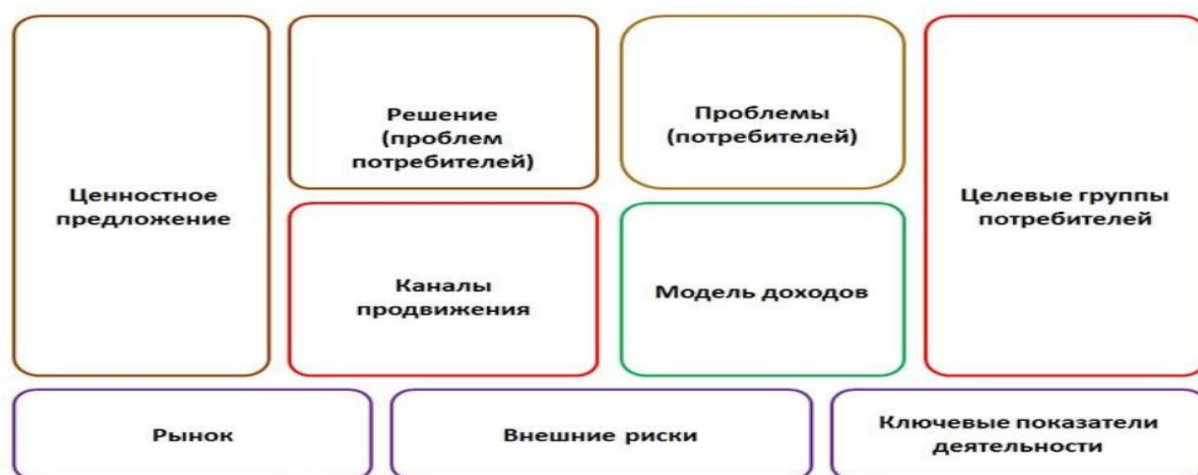 Ценностное
предложение
Решение
(проблем
потребителей)
Проблемы
(потребителей)
Целевые группы
потребителей
Каналы
продвижения
Модель доходов
Рынок
Внешние риски
Ключевые показатели
деятельности